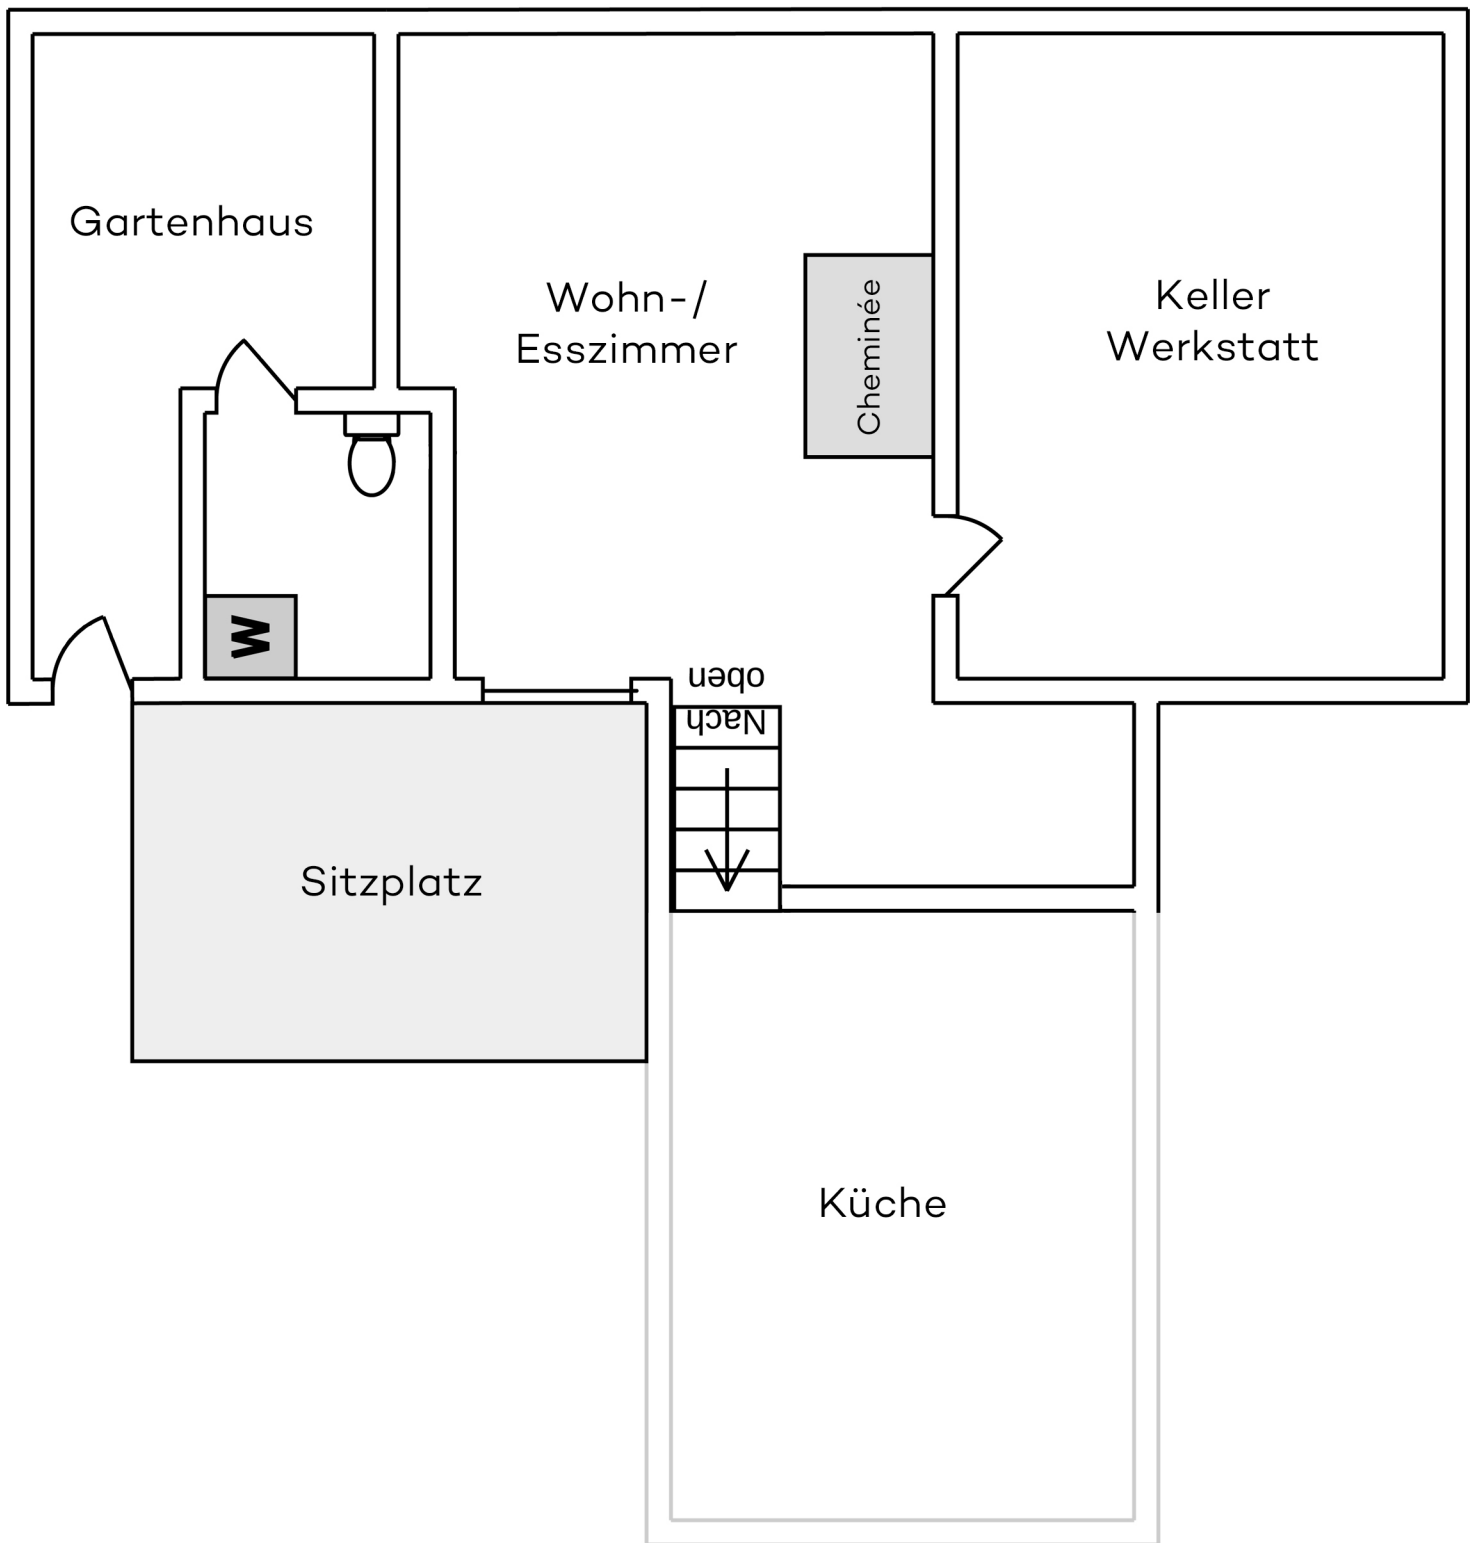 Gartenhaus
Wohn-/
Esszimmer
Cheminée
Keller
Werkstatt
W
Nach
oben
Sitzplatz
Küche